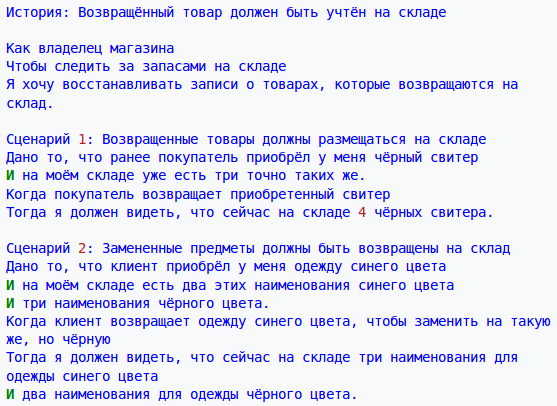 История: Возвращённый товар должен быть учтён на складе
Как владелец магазина
Чтобы следить за запасами на складе
Я хочу восстанавливать записи о товарах, которые возвращаются на
склад.
Сценарий 1: Возвращенные товары должны размещаться на складе
Дано то, что ранее покупатель приобрёл у меня чёрный свитер
И на моём складе уже есть три точно таких же.
Когда покупатель возвращает приобретенный свитер
Тогда я должен видеть, что сейчас на складе 4 чёрных свитера.
Сценарий 2: Замененные предметы должны быть возвращены на склад
Дано то, что клиент приобрёл у меня одежду синего цвета
И на моём складе есть два этих наименования синего цвета
И три наименования чёрного цвета.
Когда клиент возвращает одежду синего цвета, чтобы заменить на такую
же, но чёрную
Тогда я должен видеть, что сейчас на складе три наименования для
одежды синего цвета
И два наименования для одежды чёрного цвета.